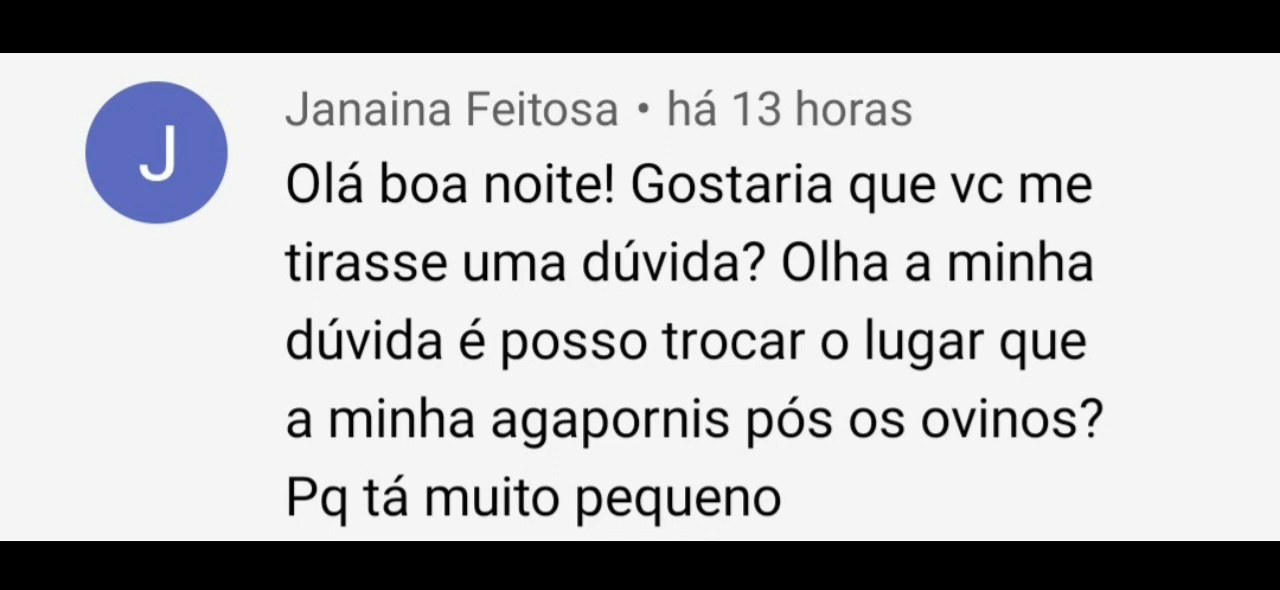 J
Janaina Feitosa • há 13 horas
Olá boa noite! Gostaria que vc me
tirasse uma dúvida? Olha a minha
dúvida é posso trocar o lugar que
a minha agapornis pós os ovinos?
Pq tá muito pequeno